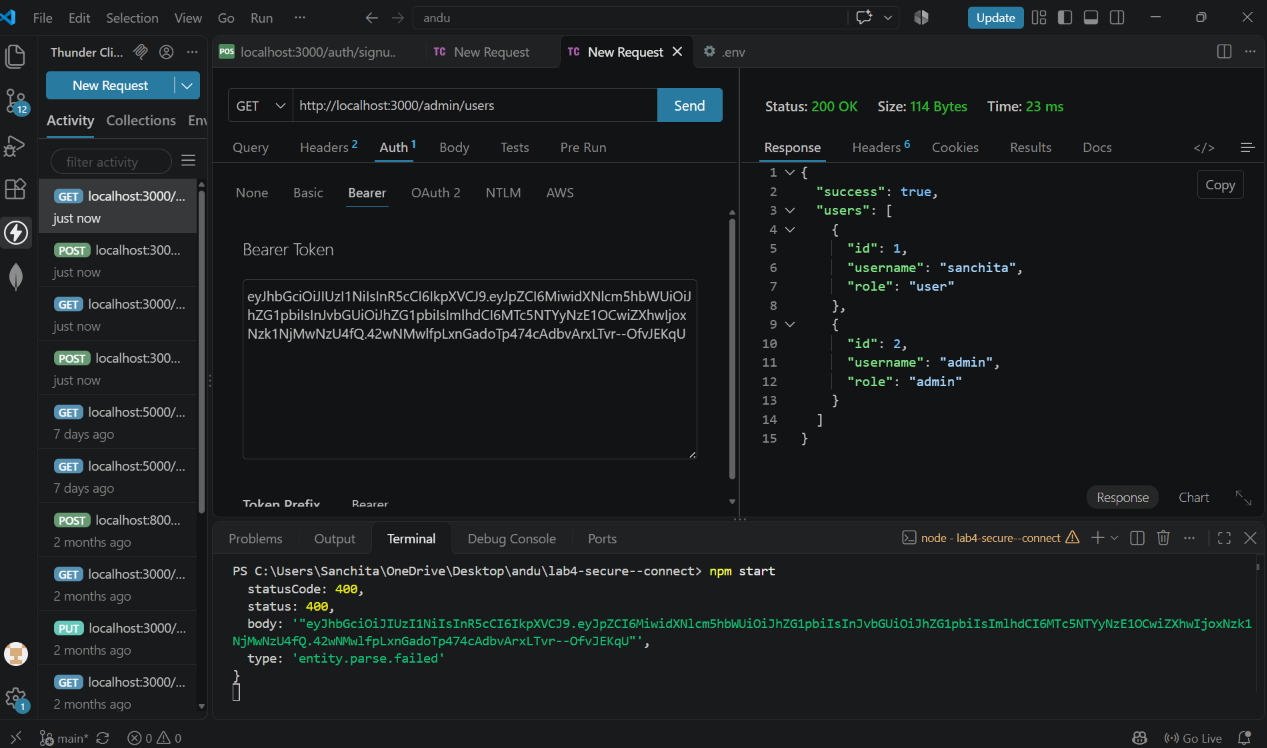 File Edit Selection View Go Run ··· andu Update
Thunder Cli... ···
New Request
Activity Collections Env
filter activity
GET localhost:3000/...
just now
POST localhost:300...
just now
GET localhost:3000/...
just now
POST localhost:300...
just now
GET localhost:5000/...
7 days ago
GET localhost:5000/...
7 days ago
POST localhost:800...
2 months ago
GET localhost:3000/...
2 months ago
PUT localhost:3000/...
2 months ago
GET localhost:3000/...
2 months ago
12
1
POS localhost:3000/auth/signu.. TC New Request TC New Request .env
GET http://localhost:3000/admin/users Send
Query Headers 2 Auth 1 Body Tests Pre Run
None Basic Bearer OAuth 2 NTLM AWS
Bearer Token
eyJhbGciOiJIUzI1NiIsInR5cCI6IkpXVCJ9.eyJpZCI6MiwidXNlcm5hbWUiOiJ
hZG1pbiIsInJvbGUiOiJhZG1pbiIsImlhdCI6MTc5NTYyNzE1OCwiZXhwIjox
Nzk1NjMwNzU4fQ.42wNMwlfpLxnGadoTp474cAdbvArxLTvr--OfvJEKqU
Token Prefix Bearer
Status: 200 OK Size: 114 Bytes Time: 23 ms
Response Headers 6 Cookies Results Docs </>
Copy
1 {
2 "success": true,
3 "users": [
4 {
5 "id": 1,
6 "username": "sanchita",
7 "role": "user"
8 },
9 {
10 "id": 2,
11 "username": "admin",
12 "role": "admin"
13 }
14 ]
15 }
Response Chart
Problems Output Terminal Debug Console Ports node - lab4-secure--connect
PS C:\Users\Sanchita\OneDrive\Desktop\andu\lab4-secure--connect> npm start
statusCode: 400,
status: 400,
body: '"eyJhbGciOiJIUzI1NiIsInR5cCI6IkpXVCJ9.eyJpZCI6MiwidXNlcm5hbWUiOiJhZG1pbiIsInJvbGUiOiJhZG1pbiIsImlhdCI6MTc5NTYyNzE1OCwiZXhwIjoxNzk1
NjMwNzU4fQ.42wNMwlfpLxnGadoTp474cAdbvArxLTvr--OfvJEKqU"',
type: 'entity.parse.failed'
}
main* 0 0 Go Live